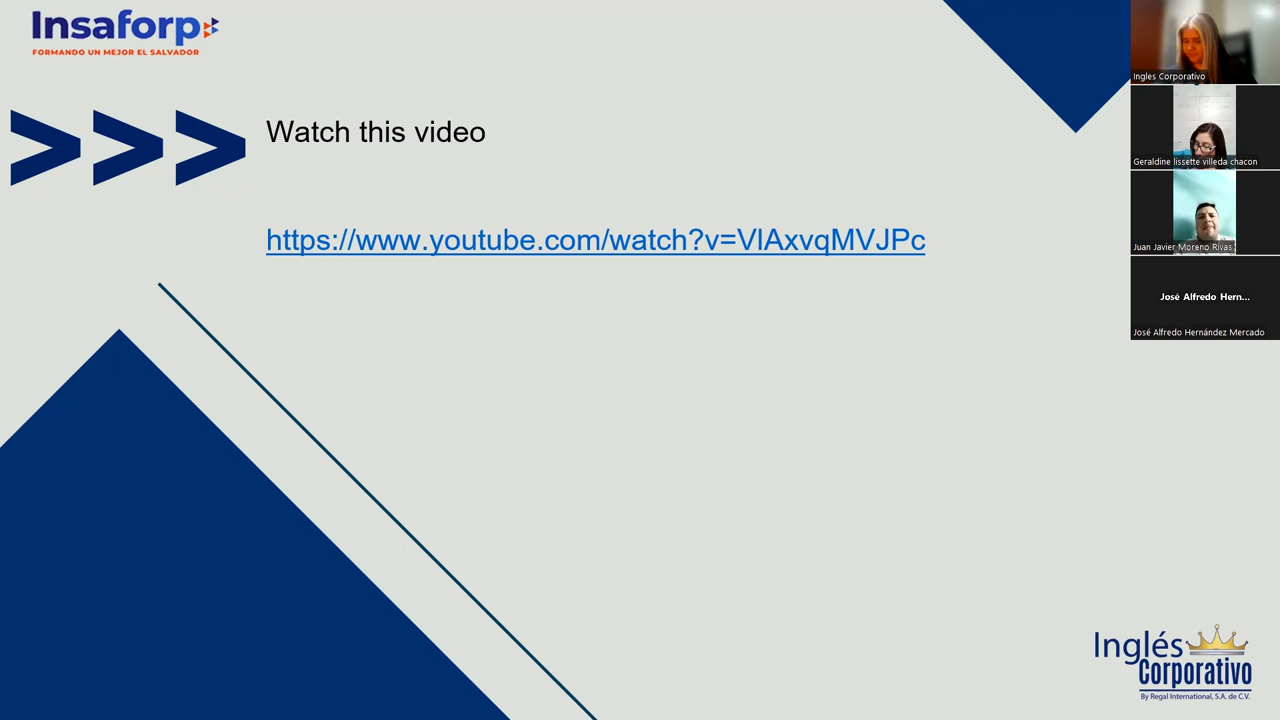 Insaforp
FORMANDO UN MEJOR EL SALVADOR
>>>
Watch this video
https://www.youtube.com/watch?v=VlAxvqMVJPc
Ingles Corporativo
Geraldine lissette villeda chacon
Juan Javier Moreno Rivas
José Alfredo Hern...
José Alfredo Hernández Mercado
Inglés
Corporativo
By Regal International, S.A. de C.V.